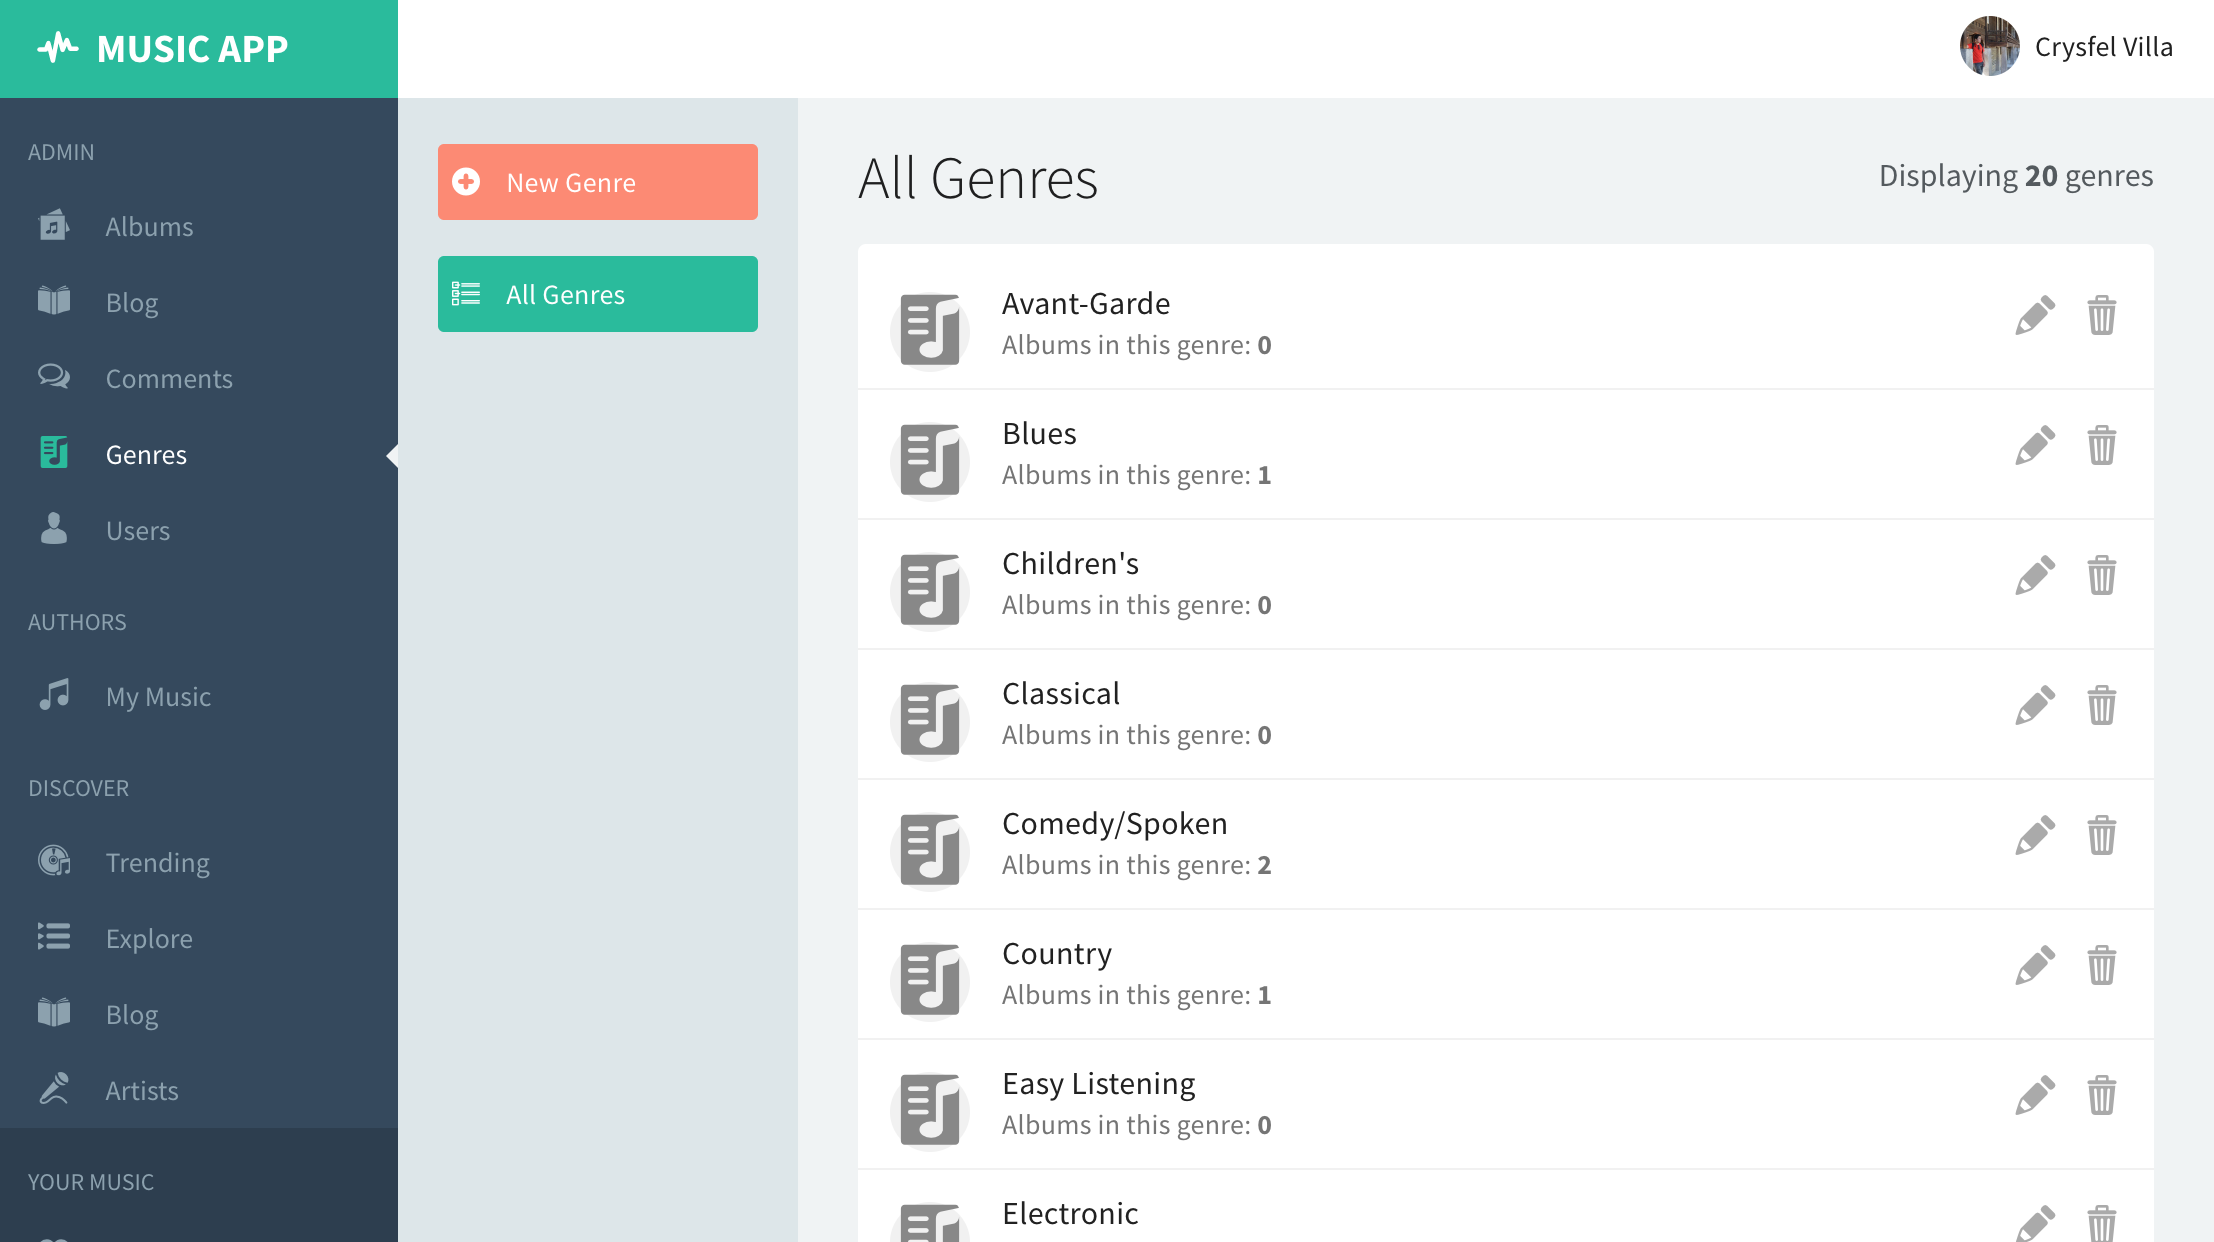 MUSIC APP
Crysfel Villa
ADMIN
Albums
Blog
Comments
Genres
Users
AUTHORS
My Music
DISCOVER
Trending
Explore
Blog
Artists
YOUR MUSIC
New Genre
All Genres
All Genres
Displaying 20 genres
Avant-Garde
Albums in this genre: 0
Blues
Albums in this genre: 1
Children's
Albums in this genre: 0
Classical
Albums in this genre: 0
Comedy/Spoken
Albums in this genre: 2
Country
Albums in this genre: 1
Easy Listening
Albums in this genre: 0
Electronic